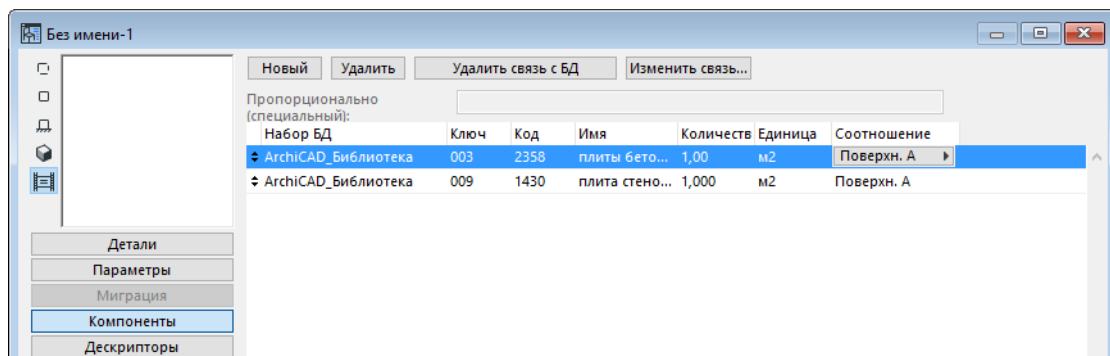 Без имени-1
Новый Удалить Удалить связь с БД Изменить связь...
Пропорционально
(специальный):
Набор БД Ключ Код Имя Количеств Единица Соотношение
ArchiCAD_Библиотека 003 2358 плиты бето... 1,00 м2 Поверхн. А
ArchiCAD_Библиотека 009 1430 плита стено... 1,000 м2 Поверхн. А
Детали
Параметры
Миграция
Компоненты
Дескрипторы